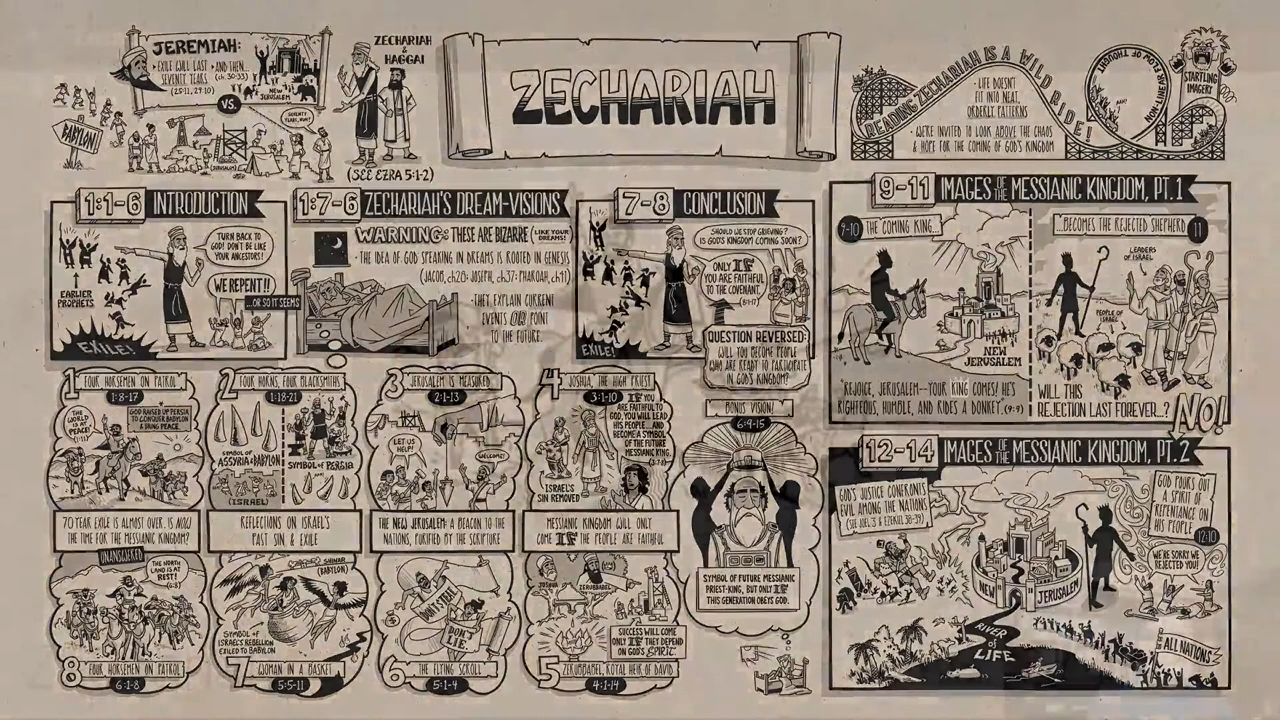 JEREMIAH:
• EXILE WILL LAST SEVENTY YEARS
(25:11, 29:10)
• AND THEN...
(ch. 30-33)
NEW JERUSALEM
VS.
BABYLON!
SEVENTY YEARS, HUH?
(JERUSALEM)
ZECHARIAH
&
HAGGAI
(SEE EZRA 5:1-2)
ZECHARIAH
READING ZECHARIAH IS A WILD RIDE!
• LIFE DOESN'T
FIT INTO NEAT,
ORDERLY PATTERNS
• WE'RE INVITED TO LOOK ABOVE THE CHAOS
& HOPE FOR THE COMING OF GOD'S KINGDOM
NON-LINEAR FLOW OF THOUGHT
STARTLING
IMAGERY
1:1-6 INTRODUCTION
TURN BACK TO
GOD! DON'T BE LIKE
YOUR ANCESTORS!
WE REPENT!!
...OR SO IT SEEMS
EARLIER
PROPHETS
EXILE!
1:7-6 ZECHARIAH'S DREAM-VISIONS
WARNING: THESE ARE BIZARRE (LIKE YOUR DREAMS!)
• THE IDEA OF GOD SPEAKING IN DREAMS IS ROOTED IN GENESIS
(JACOB, ch.28; JOSEPH, ch.37; PHAROAH, ch.41)
• THEY EXPLAIN CURRENT
EVENTS OR POINT
TO THE FUTURE.
7-8 CONCLUSION
SHOULD WE STOP GRIEVING?
IS GOD'S KINGDOM COMING SOON?
ONLY IF
YOU ARE FAITHFUL
TO THE COVENANT.
EXILE!
QUESTION REVERSED:
WILL YOU BECOME PEOPLE
WHO ARE READY TO PARTICIPATE
IN GOD'S KINGDOM?
9-11 IMAGES OF THE MESSIANIC KINGDOM, PT. 1
9-10 THE COMING KING...
NEW
JERUSALEM
"REJOICE, JERUSALEM—YOUR KING COMES! HE'S
RIGHTEOUS, HUMBLE, AND RIDES A DONKEY." (9:9)
...BECOMES THE REJECTED SHEPHERD 11
LEADERS
OF ISRAEL
PEOPLE OF
ISRAEL
WILL THIS
REJECTION LAST FOREVER...? NO!
1 FOUR HORSEMEN ON PATROL
1:8-17
THE WORLD IS AT PEACE!
(1:11)
GOD RAISED UP PERSIA
TO CONQUER BABYLON
& BRING PEACE.
2 FOUR HORNS, FOUR BLACKSMITHS
1:18-21
SYMBOL OF
ASSYRIA & BABYLON
(ISRAEL)
SYMBOL OF PERSIA
3 JERUSALEM IS MEASURED
2:1-13
LET US
HELP!
WELCOME!
4 JOSHUA, THE HIGH PRIEST
3:1-10
IF YOU
ARE FAITHFUL TO
GOD, YOU WILL LEAD
HIS PEOPLE...AND
BECOME A SYMBOL
OF THE FUTURE
MESSIANIC KING.
ISRAEL'S
SIN REMOVED
BONUS VISION!
6:9-15
SYMBOL OF FUTURE MESSIANIC
PRIEST-KING, BUT ONLY IF
THIS GENERATION OBEYS GOD.
70 YEAR EXILE IS ALMOST OVER. IS NOW
THE TIME FOR THE MESSIANIC KINGDOM?
REFLECTIONS ON ISRAEL'S
PAST SIN & EXILE
THE NEW JERUSALEM: A BEACON TO THE
NATIONS, PURIFIED BY THE SCRIPTURE
MESSIANIC KINGDOM WILL ONLY
COME IF THE PEOPLE ARE FAITHFUL
UNANSWERED
THE NORTH
LAND IS AT
REST!
(6:8)
8 FOUR HORSEMEN ON PATROL
6:1-8
SHINAR
(BABYLON)
SYMBOL OF
ISRAEL'S REBELLION
EXILED TO BABYLON
7 WOMAN IN A BASKET
5:5-11
DON'T STEAL
DON'T
LIE.
6 THE FLYING SCROLL
5:1-4
JOSHUA
ZERUBBABEL
SUCCESS WILL COME
ONLY IF THEY DEPEND
ON GOD'S SPIRIT.
5 ZERUBBABEL, ROYAL HEIR OF DAVID
4:1-14
12-14 IMAGES OF THE MESSIANIC KINGDOM, PT. 2
GOD'S JUSTICE CONFRONTS
EVIL AMONG THE NATIONS
(SEE JOEL 3 & EZEKIEL 38-39)
GOD POURS OUT
A SPIRIT OF
REPENTANCE ON
HIS PEOPLE
12:10
WE'RE SORRY WE
REJECTED YOU!
NEW JERUSALEM
RIVER
OF
LIFE
ALL NATIONS